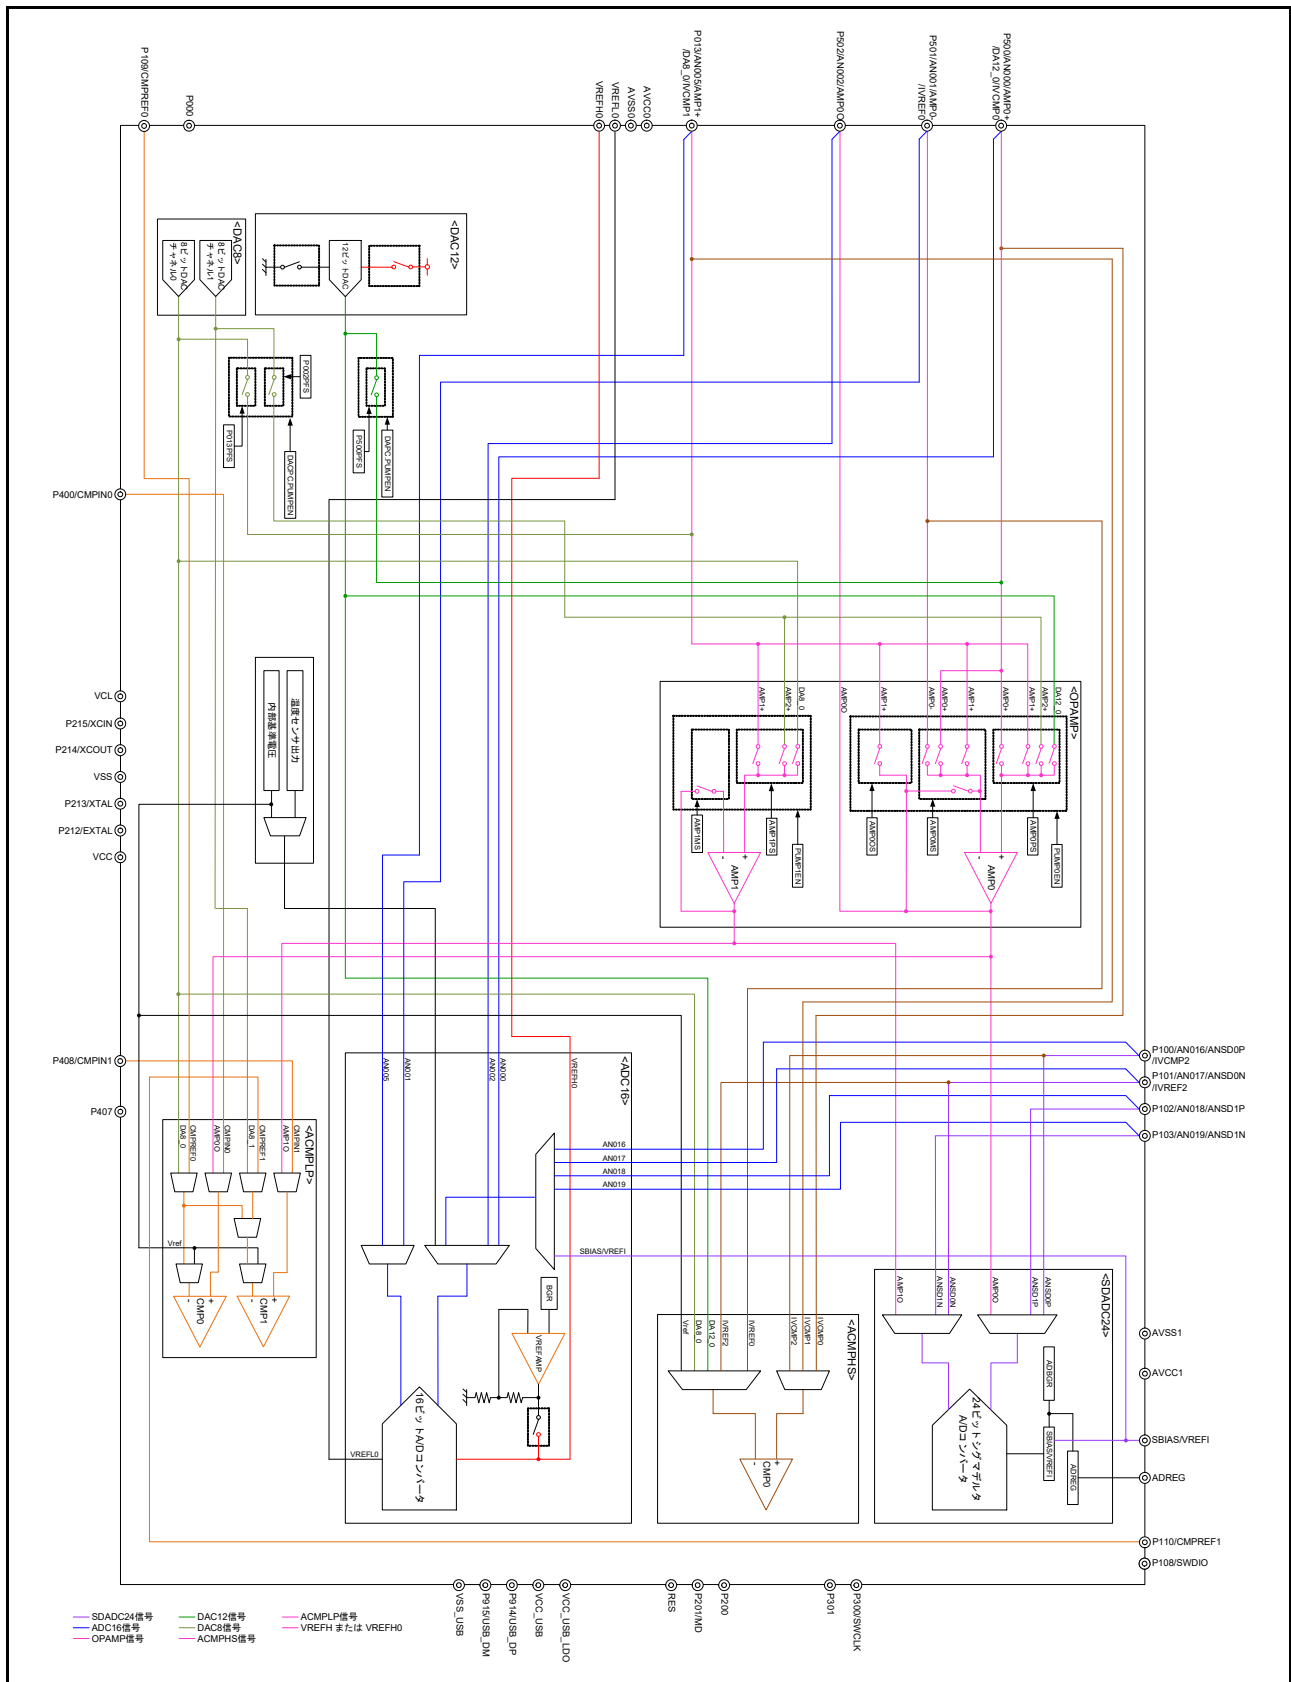 P109/CMPREF0
P000
VREFH0
VREFL0
AVSS0
AVCC0
P013/AN005/AMP1+
/DA8_0/IVCMP1
P502/AN002/AMP0O
P501/AN001/AMP0-
/IVREF0
P500/AN000/AMP0+
/DA12_0/IVCMP0
<DAC8>
8ビットDAC
チャネル0
8ビットDAC
チャネル1
<DAC12>
12ビットDAC
P002PFS
P013PFS
DACPC.PUMPEN
P500PFS
DAPC.PUMPEN
P400/CMPIN0
VCL
P215/XCIN
P214/XCOUT
VSS
P213/XTAL
P212/EXTAL
VCC
P408/CMPIN1
P407
内部基準電圧
温度センサ出力
<OPAMP>
AMP1+
AMP2+
DA8_0
AMP0O
AMP1+
AMP0-
AMP0+
AMP1+
AMP0+
AMP1+
AMP2+
DA12_0
AMP1MS
AMP1PS
PUMP1EN
AMP0OS
AMP0MS
AMP0PS
PUMP0EN
-
+
AMP1
-
+
AMP0
<ACMPLP>
DA8_0
CMPREF0
AMP0O
CMPIN0
DA8_1
CMPREF1
AMP1O
CMPIN1
Vref
-
+
CMP0
-
+
CMP1
<ADC16>
AN005
AN001
AN002
AN000
VREFH0
AN016
AN017
AN018
AN019
SBIAS/VREFI
BGR
VREFAMP
VREFL0
16ビットA/Dコンバータ
<ACMPHS>
Vref
DA8_0
DA12_0
IVREF2
IVREF0
IVCMP2
IVCMP1
IVCMP0
-
+
CMP0
<SDADC24>
AMP1O
ANSD1N
ANSD0N
AMP0O
ANSD1P
ANSD0P
ADBGR
SBIAS/VREFI
ADREG
24ビットシグマデルタ
A/Dコンバータ
P100/AN016/ANSD0P
/IVCMP2
P101/AN017/ANSD0N
/IVREF2
P102/AN018/ANSD1P
P103/AN019/ANSD1N
AVSS1
AVCC1
SBIAS/VREFI
ADREG
P110/CMPREF1
P108/SWDIO
VSS_USB
P915/USB_DM
P914/USB_DP
VCC_USB
VCC_USB_LDO
RES
P201/MD
P200
P301
P300/SWCLK
SDADC24信号
ADC16信号
OPAMP信号
DAC12信号
DAC8信号
ACMPHS信号
ACMPLP信号
VREFH または VREFH0